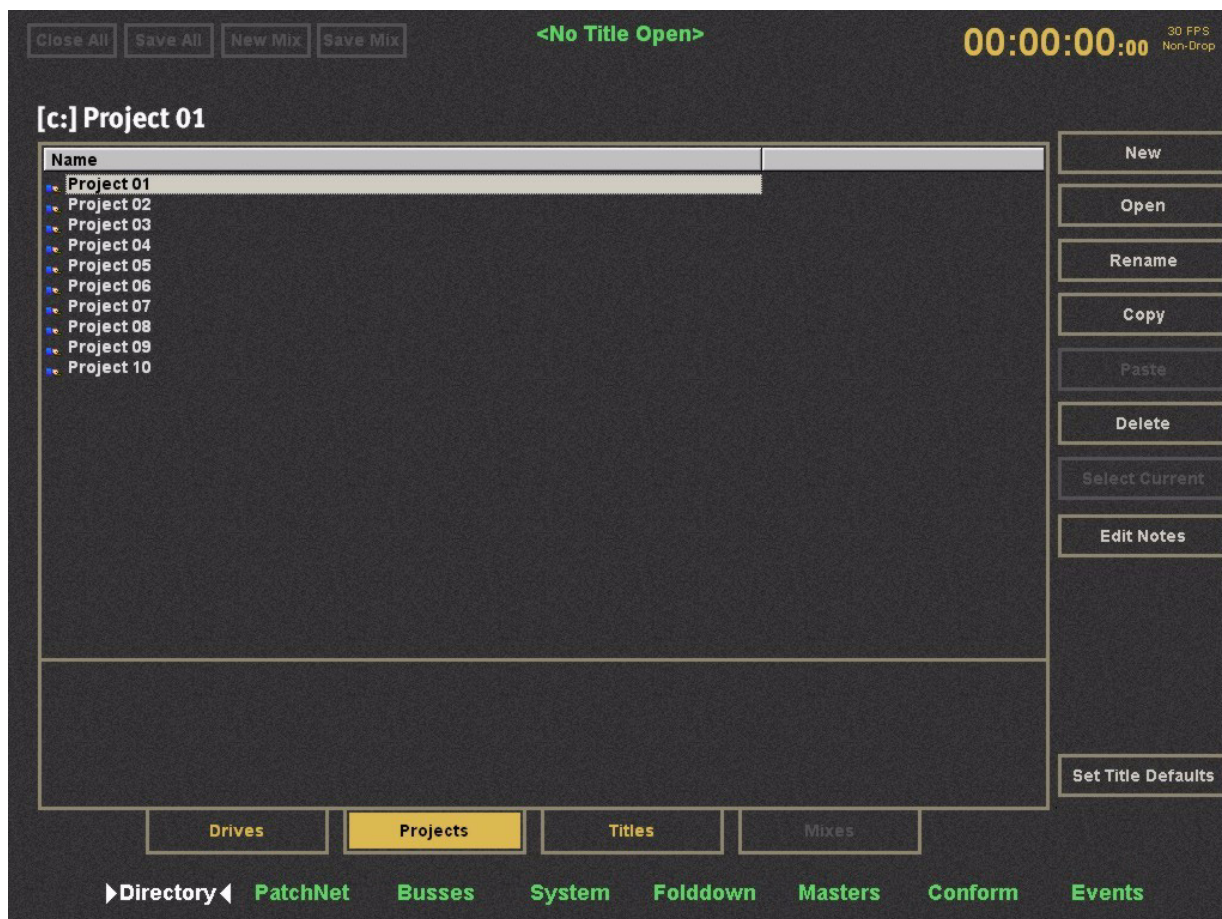 Close All Save All New Mix Save Mix
<No Title Open>
00:00:00:00
30 FPS
Non-Drop
[c:] Project 01
Name
Project 01
Project 02
Project 03
Project 04
Project 05
Project 06
Project 07
Project 08
Project 09
Project 10
New
Open
Rename
Copy
Paste
Delete
Select Current
Edit Notes
Set Title Defaults
Drives Projects Titles Mixes
Directory PatchNet Busses System Folddown Masters Conform Events